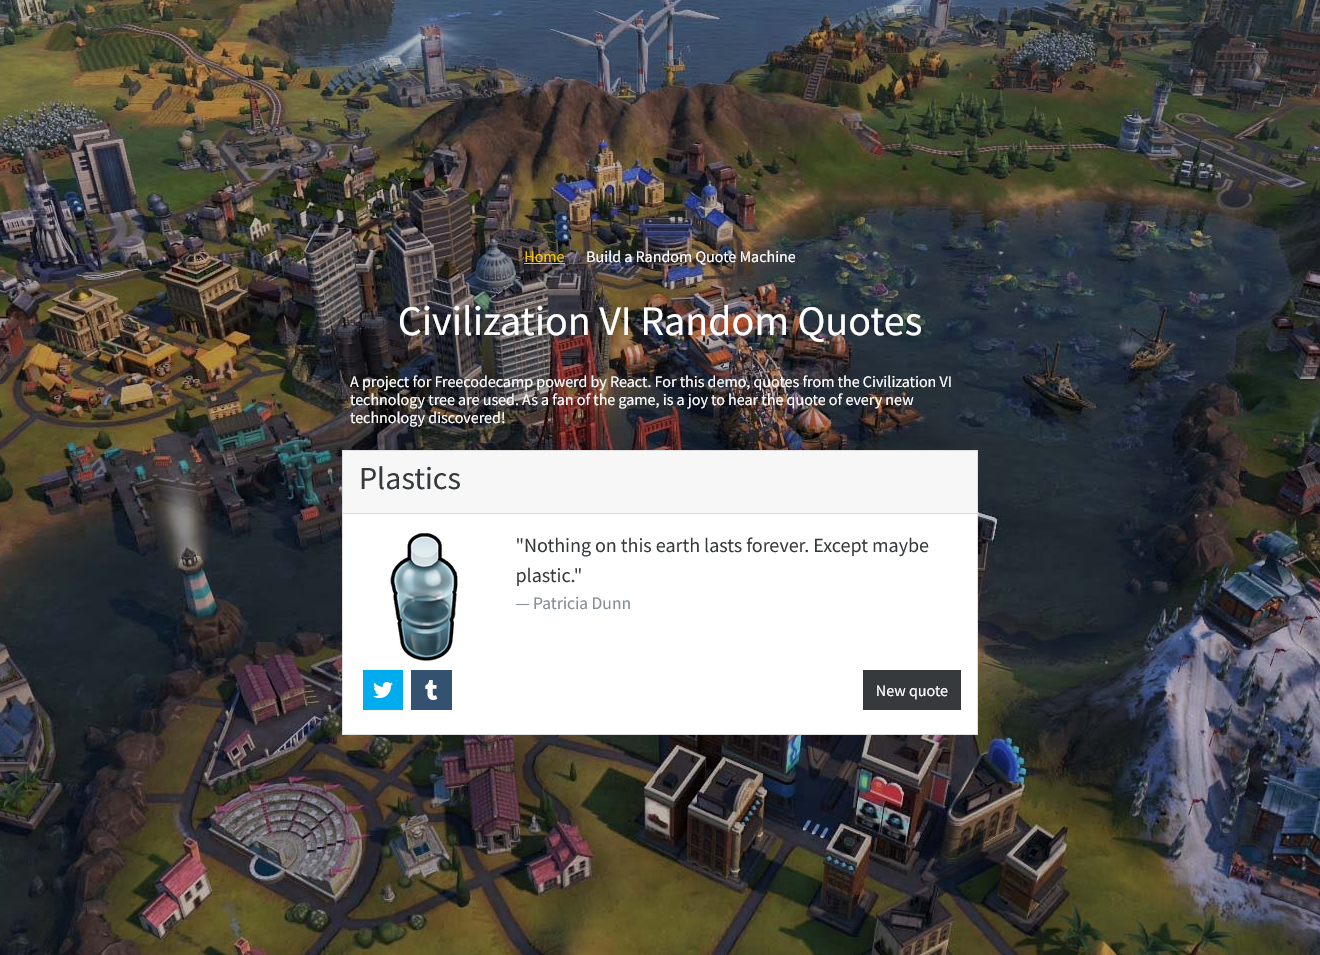 Home / Build a Random Quote Machine
Civilization VI Random Quotes
A project for Freecodecamp powerd by React. For this demo, quotes from the Civilization VI
technology tree are used. As a fan of the game, is a joy to hear the quote of every new
technology discovered!
Plastics
"Nothing on this earth lasts forever. Except maybe
plastic."
— Patricia Dunn
New quote